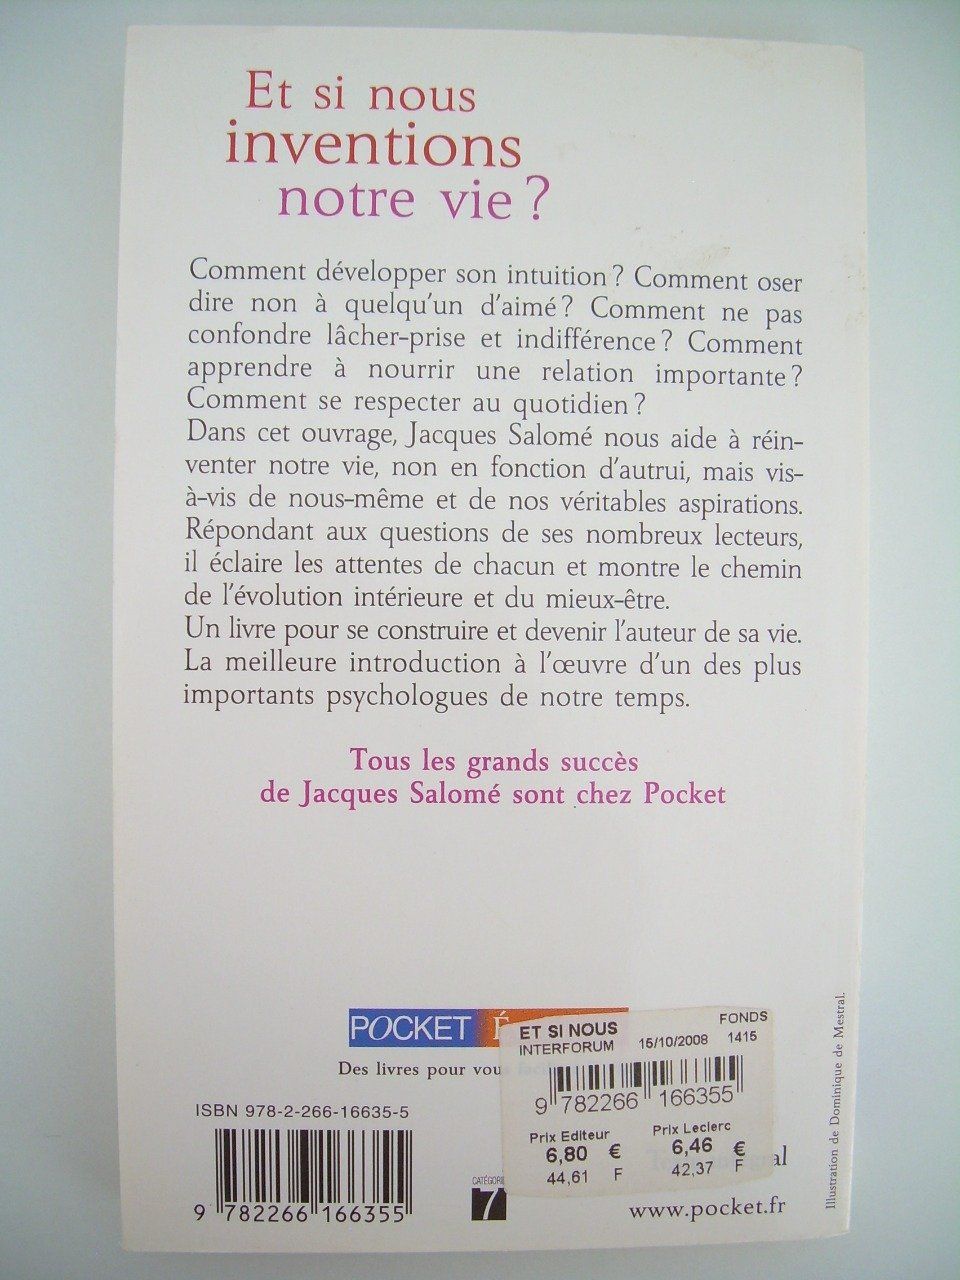 Et si nous
inventions
notre vie ?
Comment développer son intuition ? Comment oser
dire non à quelqu'un d'aimé ? Comment ne pas
confondre lâcher-prise et indifférence ? Comment
apprendre à nourrir une relation importante ?
Comment se respecter au quotidien ?
Dans cet ouvrage, Jacques Salomé nous aide à réin-
venter notre vie, non en fonction d'autrui, mais vis-
à-vis de nous-même et de nos véritables aspirations.
Répondant aux questions de ses nombreux lecteurs,
il éclaire les attentes de chacun et montre le chemin
de l'évolution intérieure et du mieux-être.
Un livre pour se construire et devenir l'auteur de sa vie.
La meilleure introduction à l'œuvre d'un des plus
importants psychologues de notre temps.
Tous les grands succès
de Jacques Salomé sont chez Pocket
POCKET
Des livres pour vous
ET SI NOUS FONDS
INTERFORUM 15/10/2008 1415
9 782266 166355
Prix Editeur Prix Leclerc
6,80 € 6,46 €
44,61 F 42,37 F
ISBN 978-2-266-16635-5
9 782266 166355
CATÉGORIE
7
www.pocket.fr
Illustration de Dominique de Mestral.